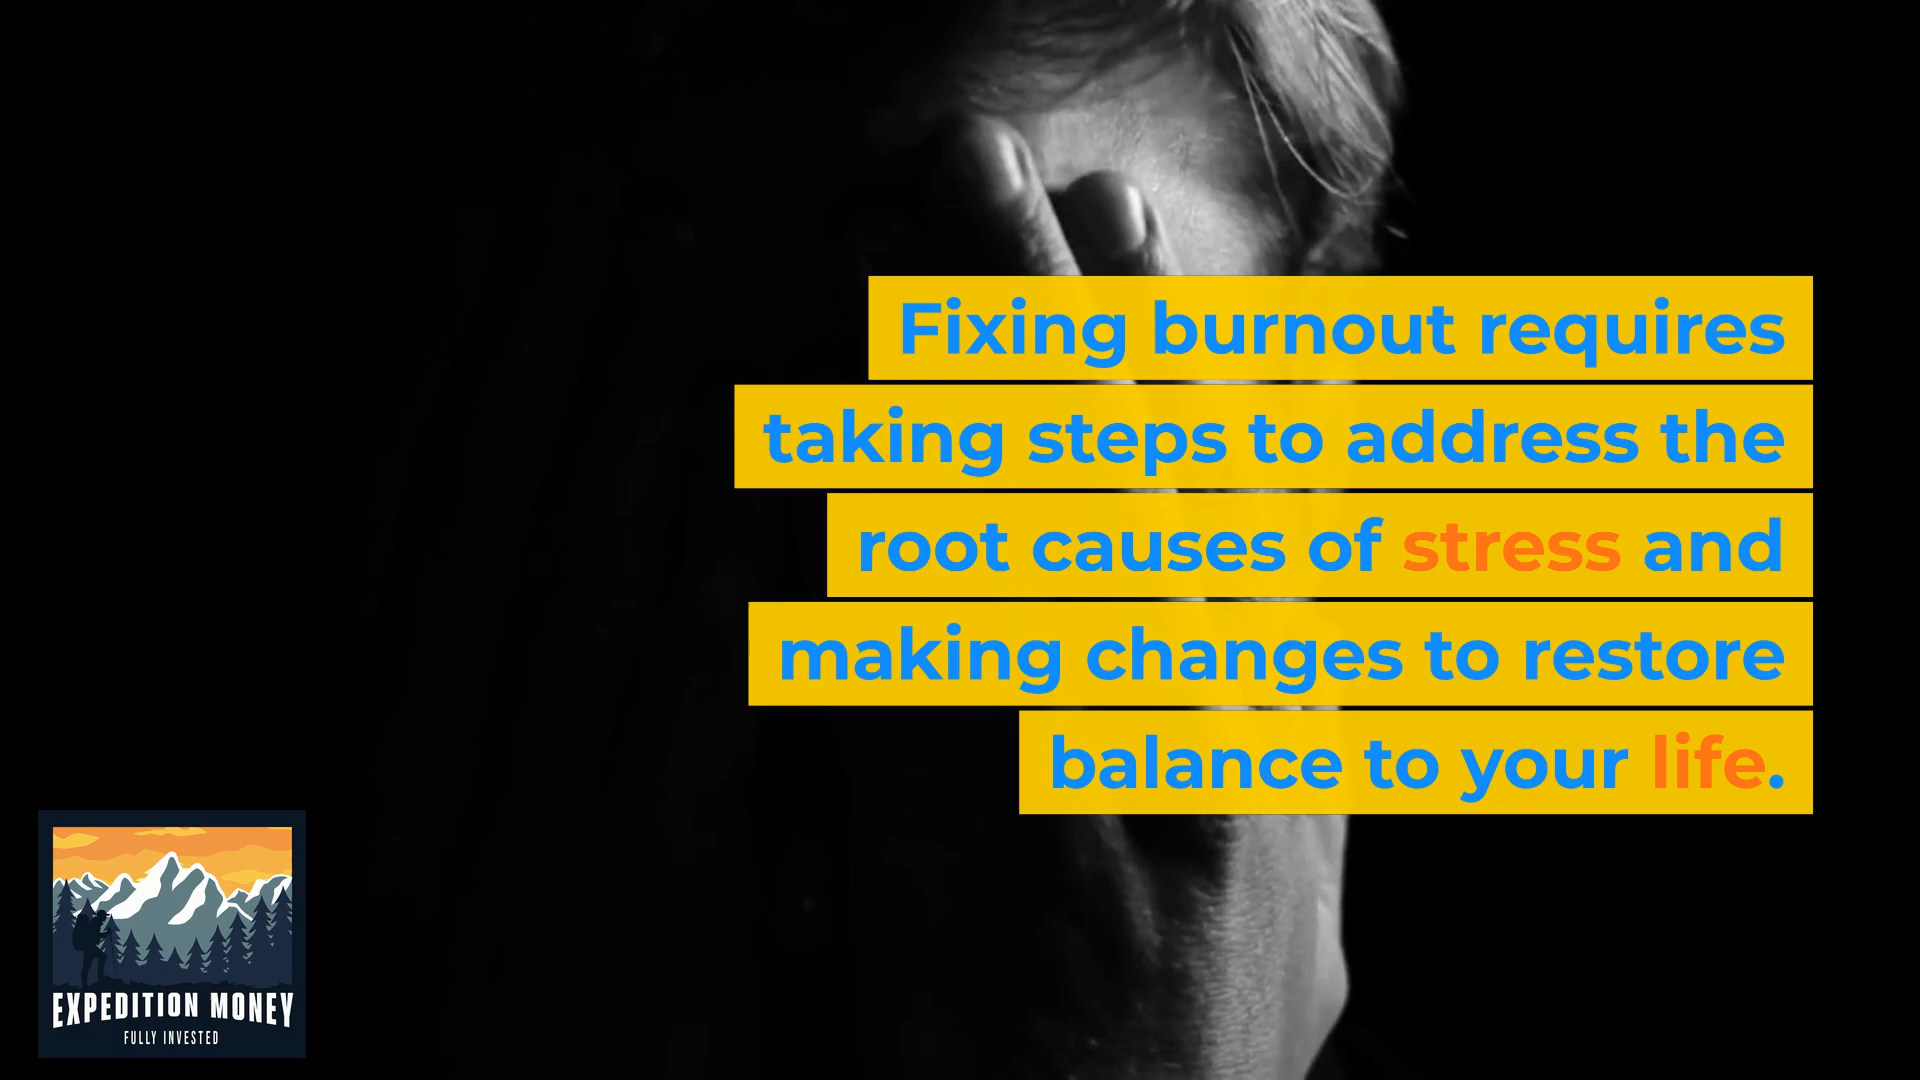 Fixing burnout requires
taking steps to address the
root causes of stress and
making changes to restore
balance to your life.
EXPEDITION MONEY
FULLY INVESTED